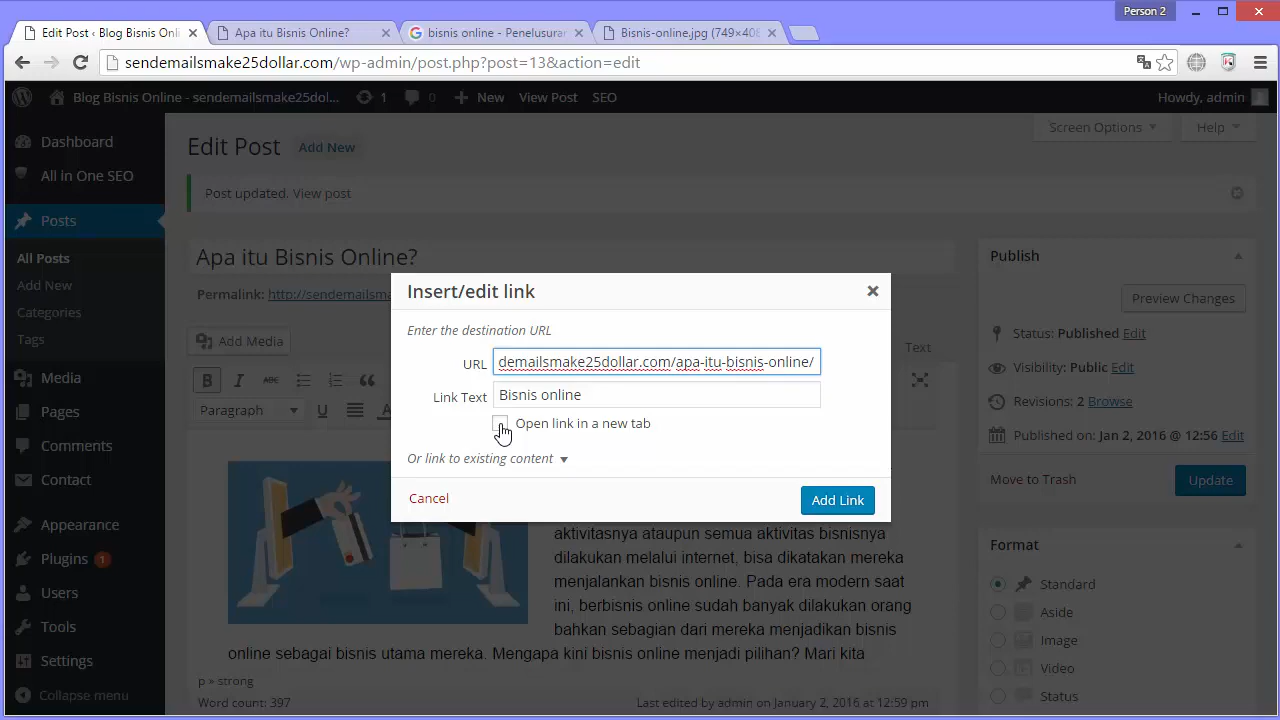 Person 2
Edit Post ‹ Blog Bisnis Onli
Apa itu Bisnis Online?
bisnis online - Penelusura
Bisnis-online.jpg (749×408
sendemailsmake25dollar.com/wp-admin/post.php?post=13&action=edit
Blog Bisnis Online - sendemailsmake25dol...
1
0
New
View Post
SEO
Howdy, admin
Dashboard
All in One SEO
Posts
All Posts
Add New
Categories
Tags
Media
Pages
Comments
Contact
Appearance
Plugins 1
Users
Tools
Settings
Collapse menu
Edit Post
Add New
Screen Options
Help
Post updated. View post
Apa itu Bisnis Online?
Permalink: http://sendemailsma
Add Media
Text
B I ABC
Paragraph
U
A
Insert/edit link
Enter the destination URL
URL
demailsmake25dollar.com/apa-itu-bisnis-online/
Link Text
Bisnis online
Open link in a new tab
Or link to existing content
Cancel
Add Link
aktivitasnya ataupun semua aktivitas bisnisnya
dilakukan melalui internet, bisa dikatakan mereka
menjalankan bisnis online. Pada era modern saat
ini, berbisnis online sudah banyak dilakukan orang
bahkan sebagian dari mereka menjadikan bisnis
online sebagai bisnis utama mereka. Mengapa kini bisnis online menjadi pilihan? Mari kita
p » strong
Word count: 397
Last edited by admin on January 2, 2016 at 12:59 pm
Publish
Preview Changes
Status: Published Edit
Visibility: Public Edit
Revisions: 2 Browse
Published on: Jan 2, 2016 @ 12:56 Edit
Move to Trash
Update
Format
Standard
Aside
Image
Video
Status